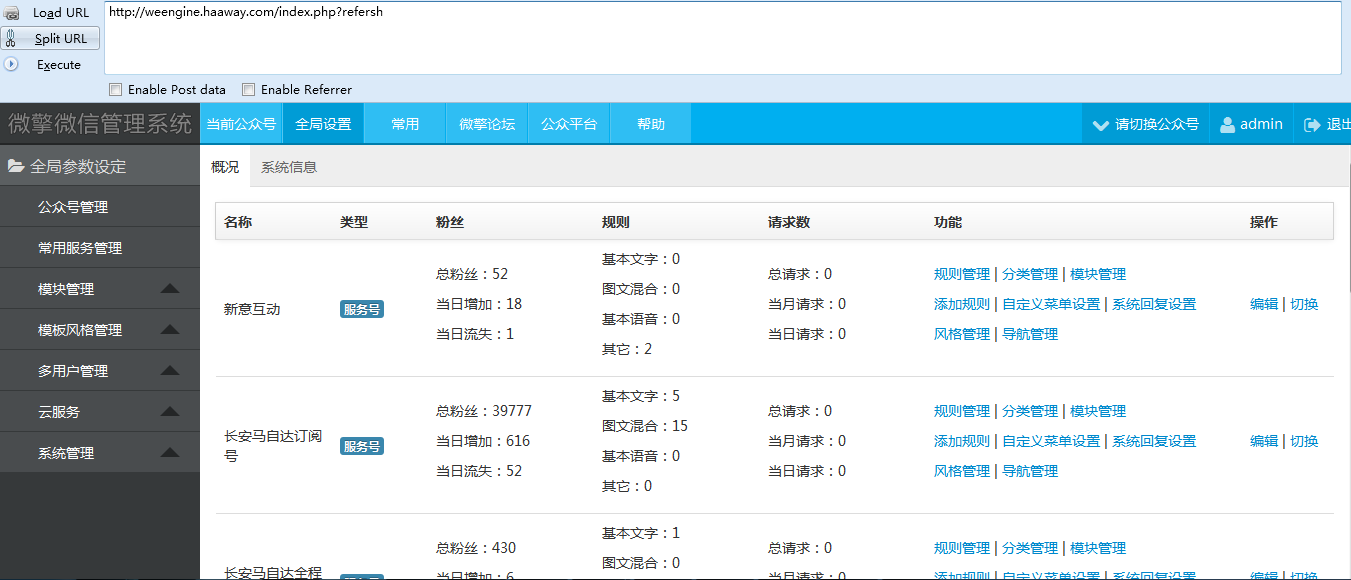 Load URL
http://weengine.haaway.com/index.php?refersh
Split URL
Execute
Enable Post data Enable Referrer
微擎微信管理系统 当前公众号 全局设置 常用 微擎论坛 公众平台 帮助 请切换公众号 admin 退出
全局参数设定
公众号管理
常用服务管理
模块管理
模板风格管理
多用户管理
云服务
系统管理
概况 系统信息
名称 类型 粉丝 规则 请求数 功能 操作
新意互动
服务号
总粉丝：52
当日增加：18
当日流失：1
基本文字：0
图文混合：0
基本语音：0
其它：2
总请求：0
当月请求：0
当日请求：0
规则管理 | 分类管理 | 模块管理
添加规则 | 自定义菜单设置 | 系统回复设置
风格管理 | 导航管理
编辑 | 切换
长安马自达订阅
号
服务号
总粉丝：39777
当日增加：616
当日流失：52
基本文字：5
图文混合：15
基本语音：0
其它：0
总请求：0
当月请求：0
当日请求：0
规则管理 | 分类管理 | 模块管理
添加规则 | 自定义菜单设置 | 系统回复设置
风格管理 | 导航管理
编辑 | 切换
长安马自达全程
服务号
总粉丝：430
当日增加：6
基本文字：1
图文混合：0
总请求：0
当月请求：0
规则管理 | 分类管理 | 模块管理
添加规则 | 自定义菜单设置 | 系统回复设置
编辑 | 切换